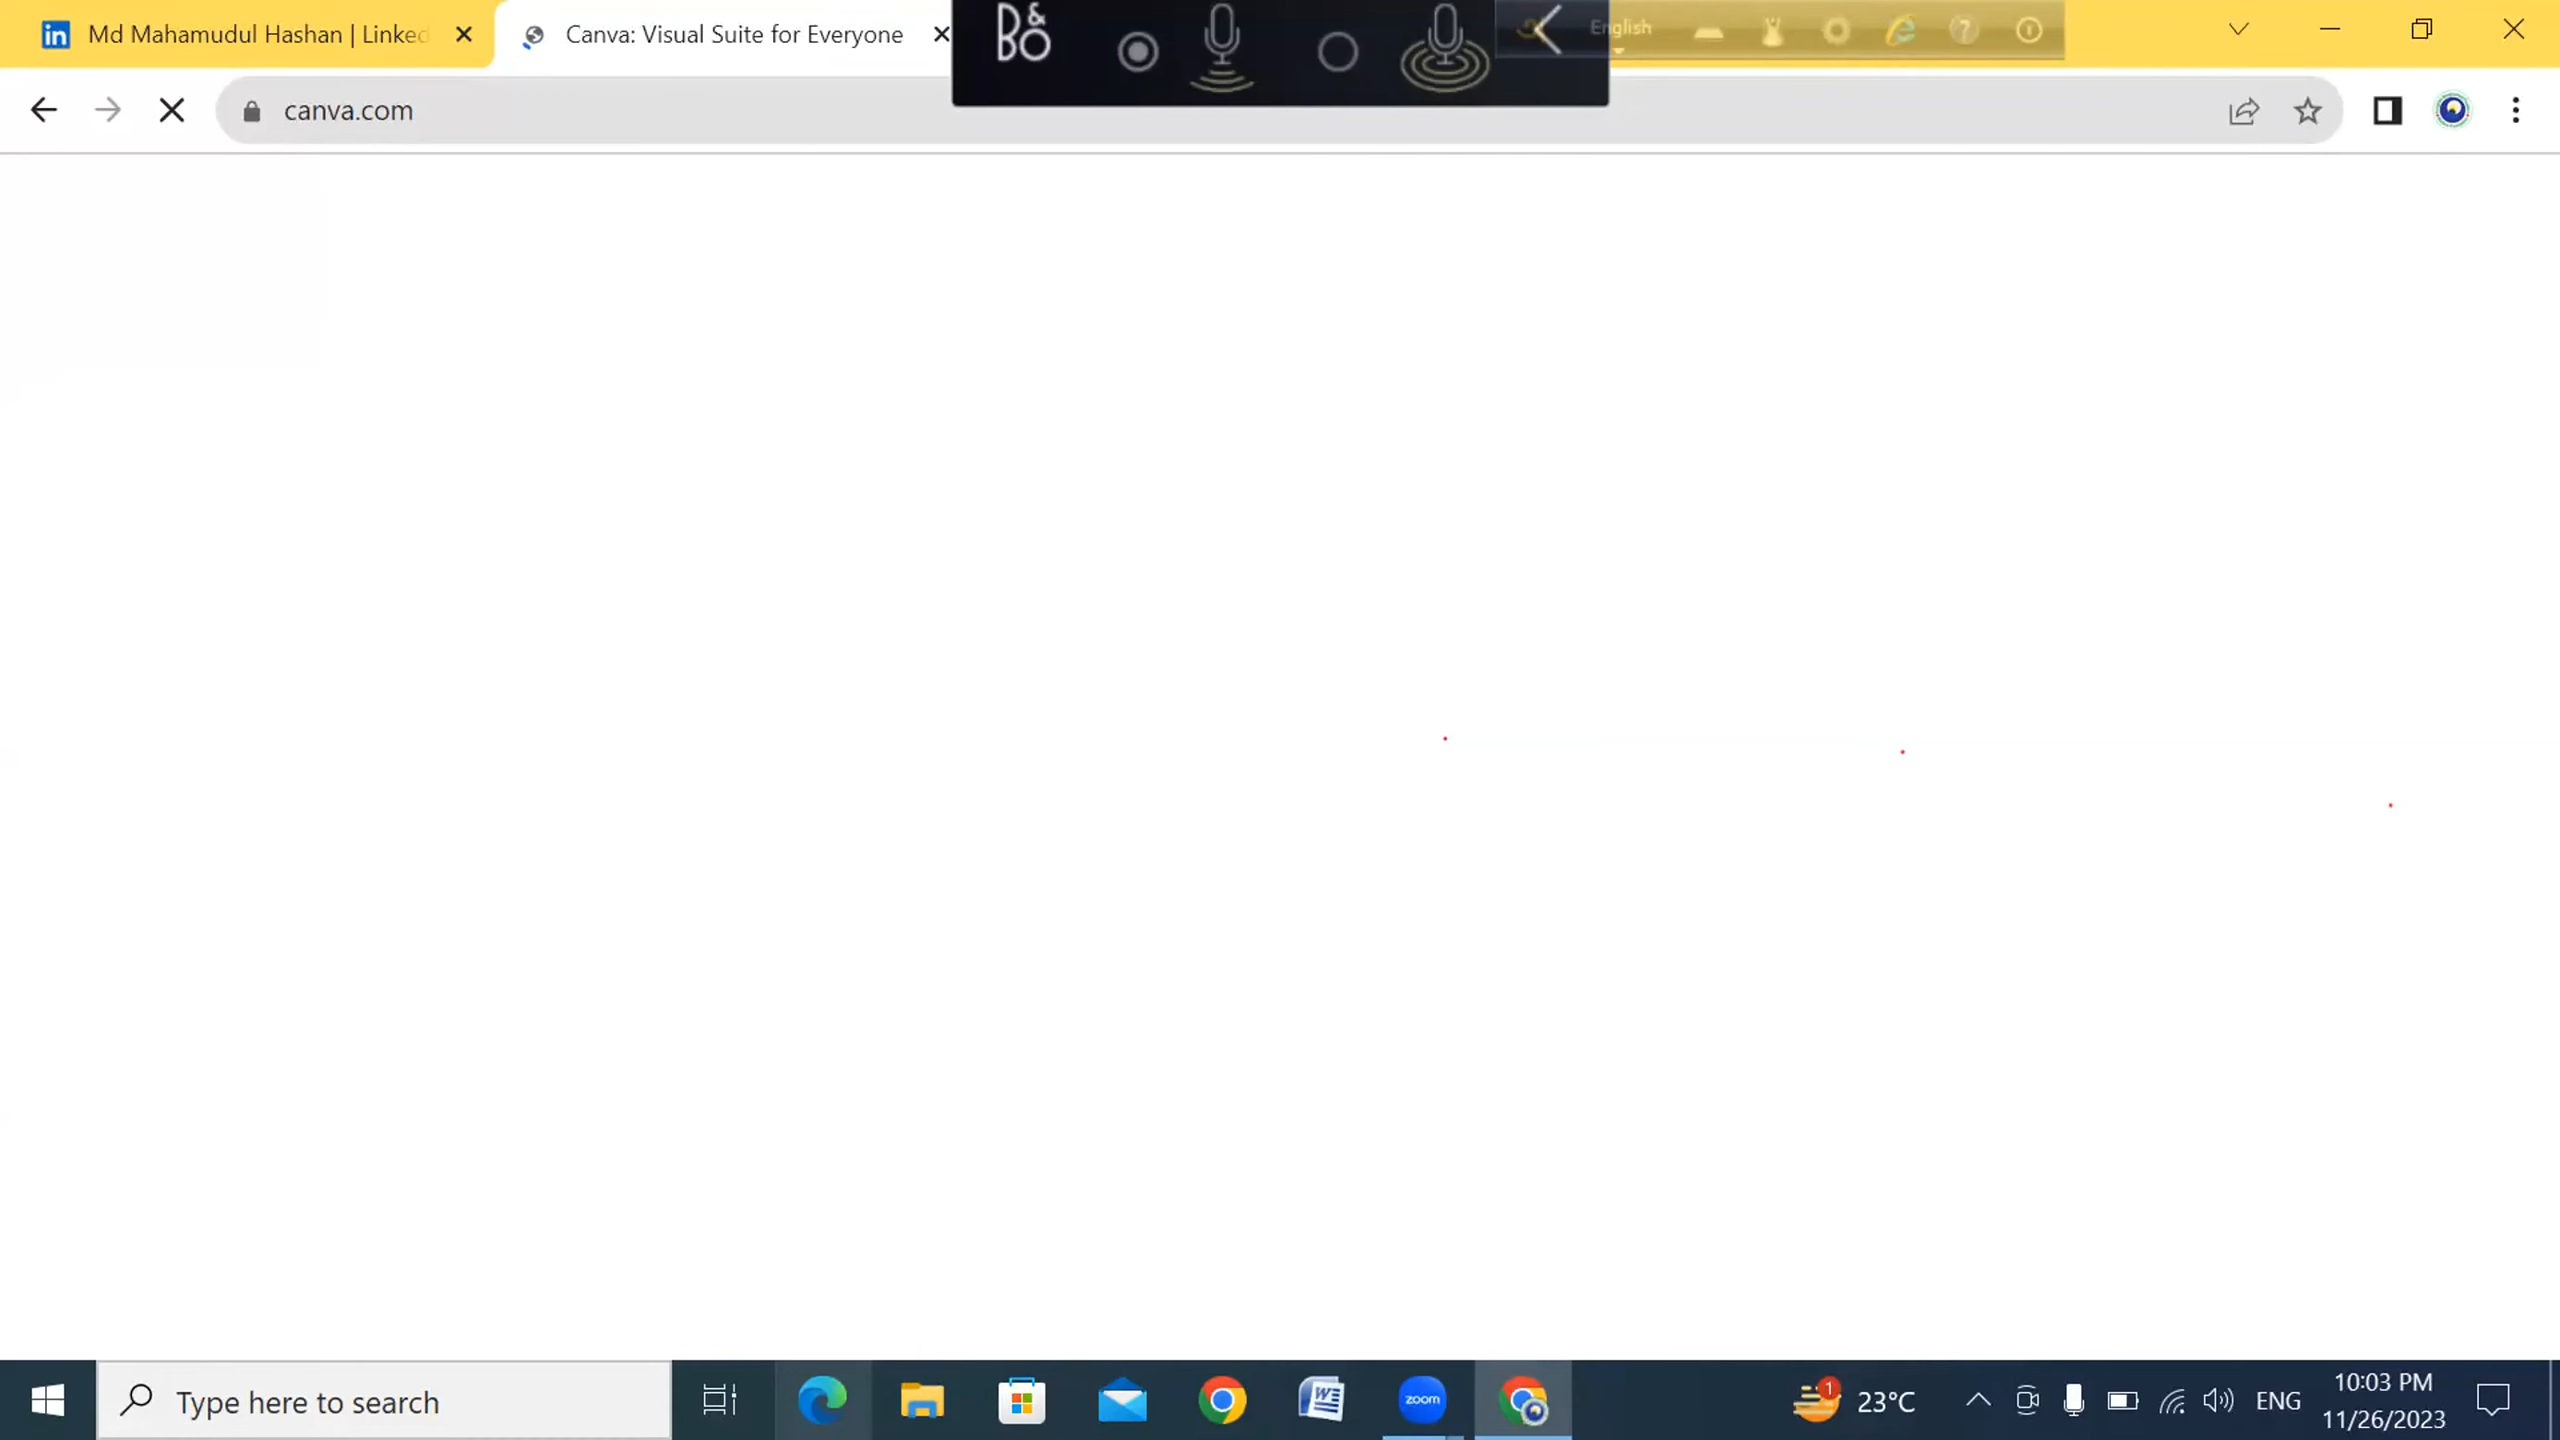 Md Mahamudul Hashan | Linked
Canva: Visual Suite for Everyone
B&O
English
canva.com
Type here to search
zoom
1
23°C
ENG
10:03 PM
11/26/2023